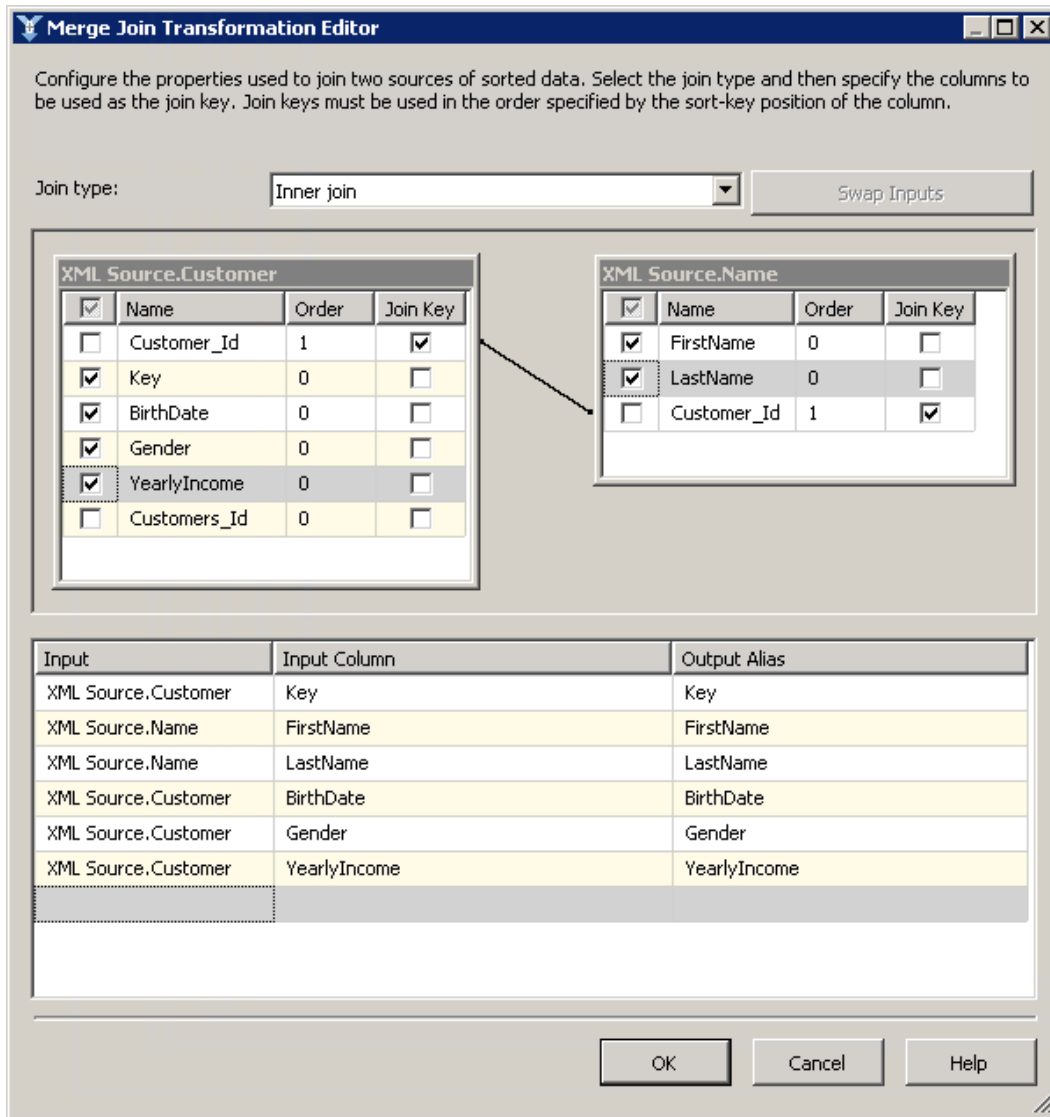 Merge Join Transformation Editor
Configure the properties used to join two sources of sorted data. Select the join type and then specify the columns to
be used as the join key. Join keys must be used in the order specified by the sort-key position of the column.
Join type: Inner join Swap Inputs
XML Source.Customer
Name Order Join Key
Customer_Id 1
Key 0
BirthDate 0
Gender 0
YearlyIncome 0
Customers_Id 0
XML Source.Name
Name Order Join Key
FirstName 0
LastName 0
Customer_Id 1
Input Input Column Output Alias
XML Source.Customer Key Key
XML Source.Name FirstName FirstName
XML Source.Name LastName LastName
XML Source.Customer BirthDate BirthDate
XML Source.Customer Gender Gender
XML Source.Customer YearlyIncome YearlyIncome
OK Cancel Help